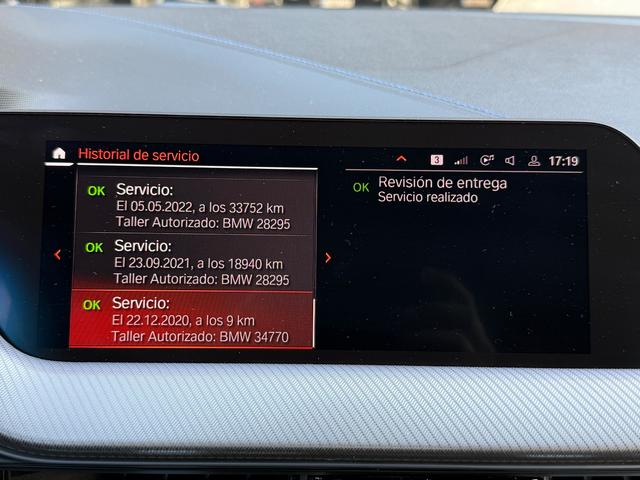 Historial de servicio
3
17:19
OK Servicio:
El 05.05.2022, a los 33752 km
Taller Autorizado: BMW 28295
OK Servicio:
El 23.09.2021, a los 18940 km
Taller Autorizado: BMW 28295
OK Servicio:
El 22.12.2020, a los 9 km
Taller Autorizado: BMW 34770
OK Revisión de entrega
Servicio realizado